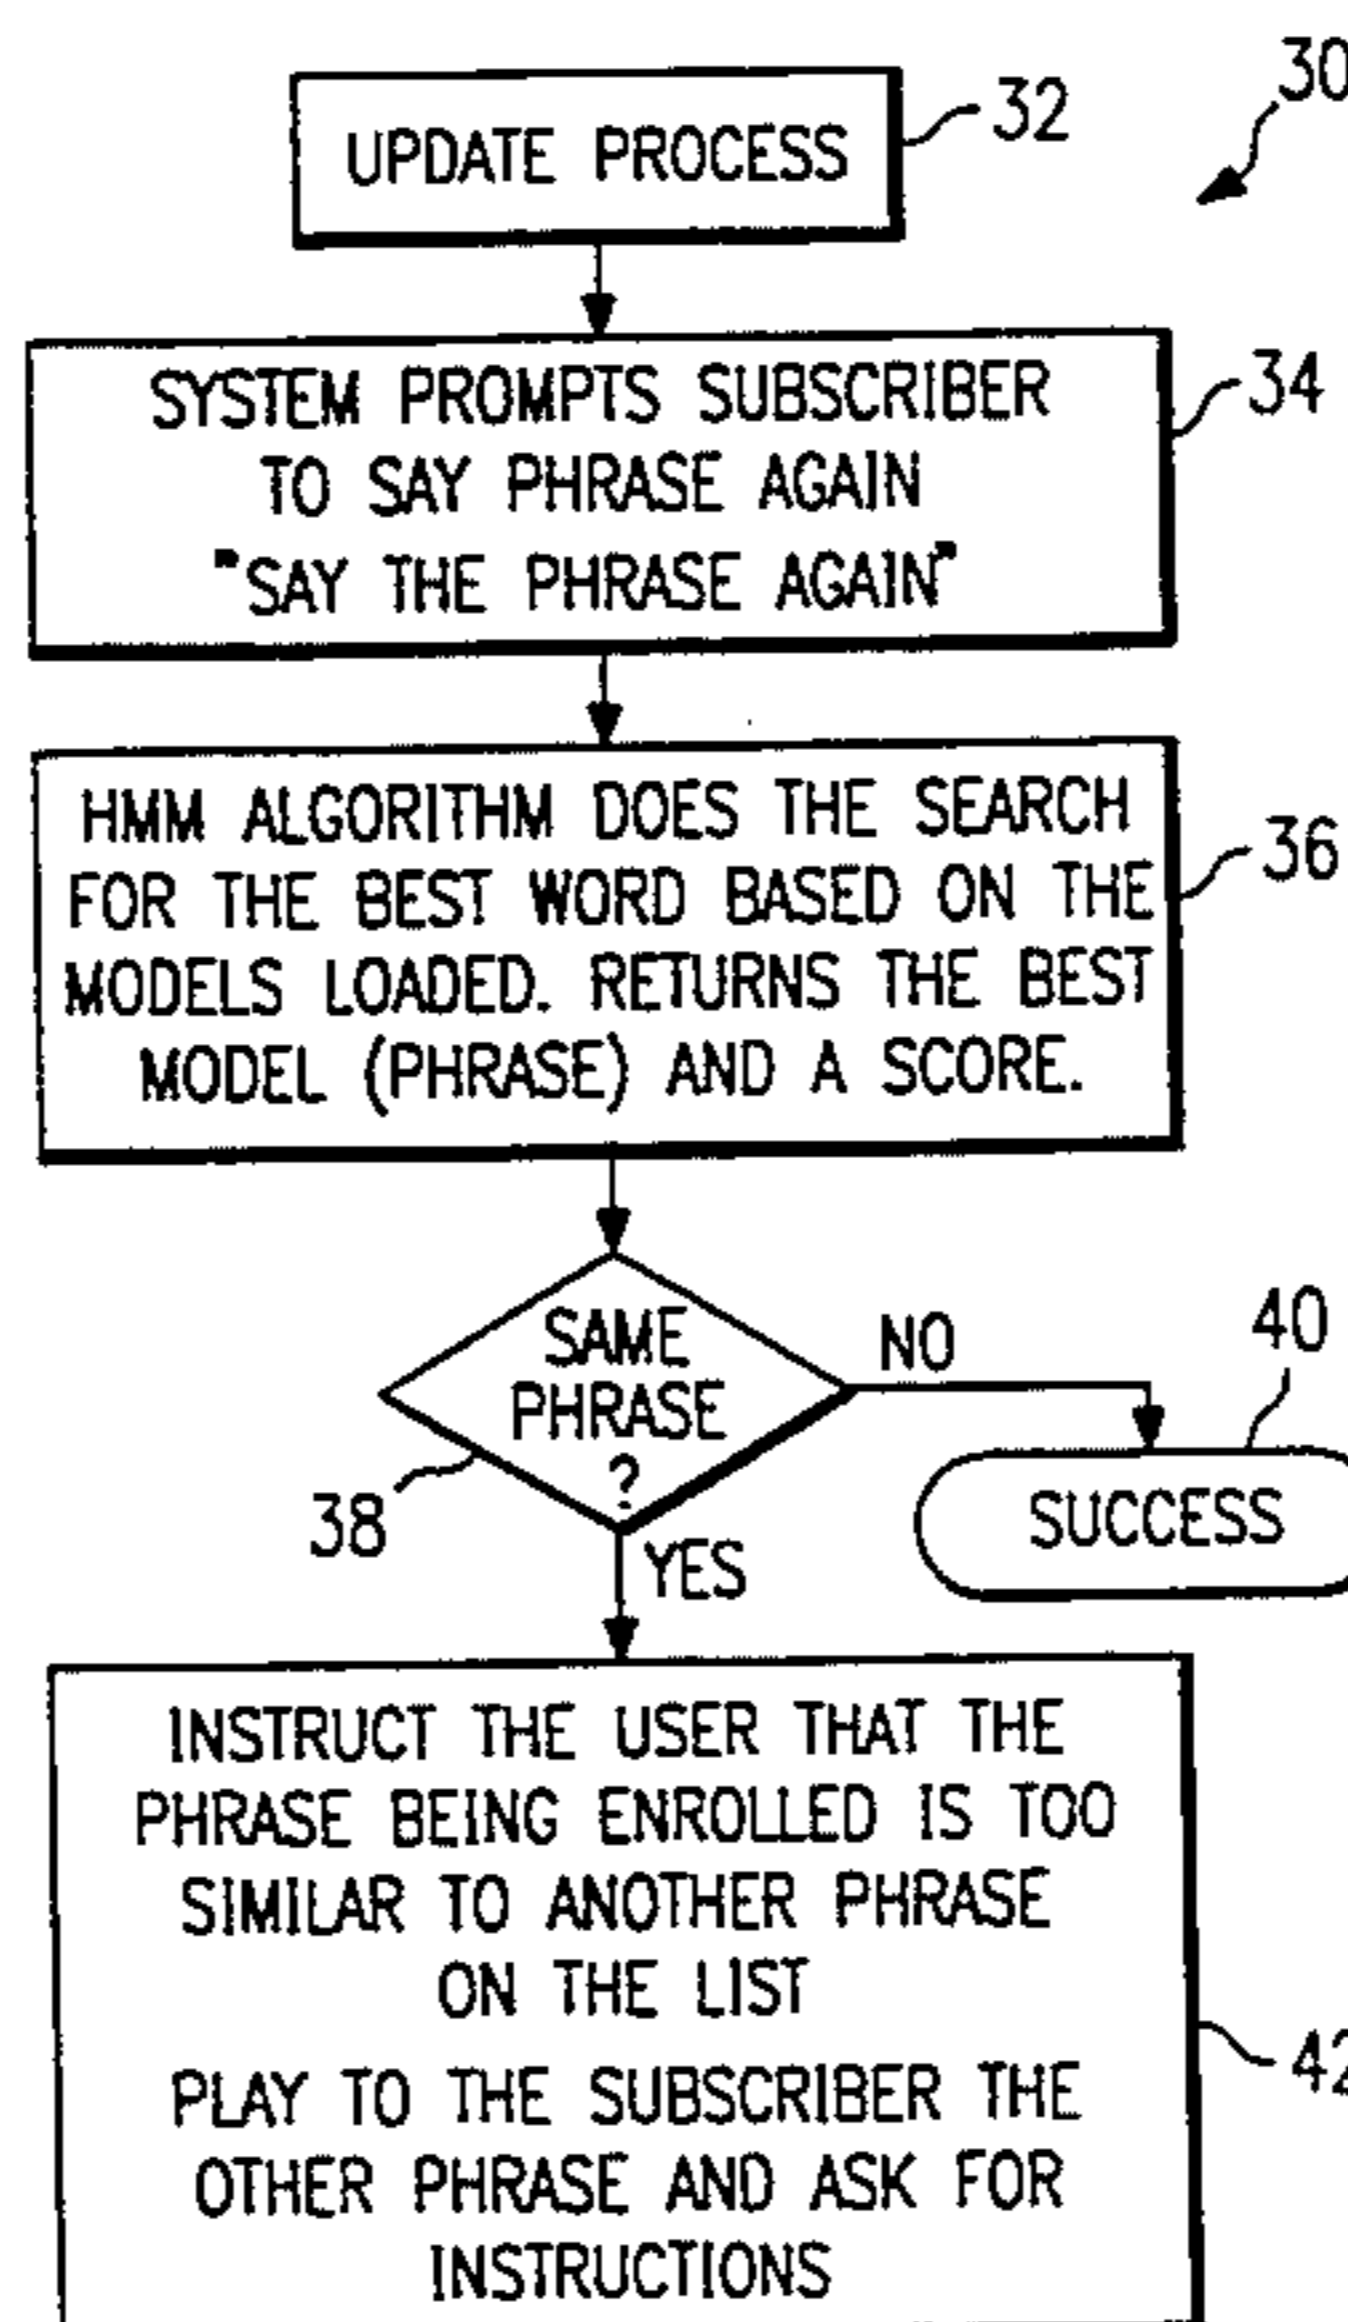 30
UPDATE PROCESS
32
SYSTEM PROMPTS SUBSCRIBER
TO SAY PHRASE AGAIN
"SAY THE PHRASE AGAIN"
34
HMM ALGORITHM DOES THE SEARCH
FOR THE BEST WORD BASED ON THE
MODELS LOADED. RETURNS THE BEST
MODEL (PHRASE) AND A SCORE.
36
SAME
PHRASE
?
38
NO
40
SUCCESS
YES
INSTRUCT THE USER THAT THE
PHRASE BEING ENROLLED IS TOO
SIMILAR TO ANOTHER PHRASE
ON THE LIST
PLAY TO THE SUBSCRIBER THE
OTHER PHRASE AND ASK FOR
INSTRUCTIONS
42